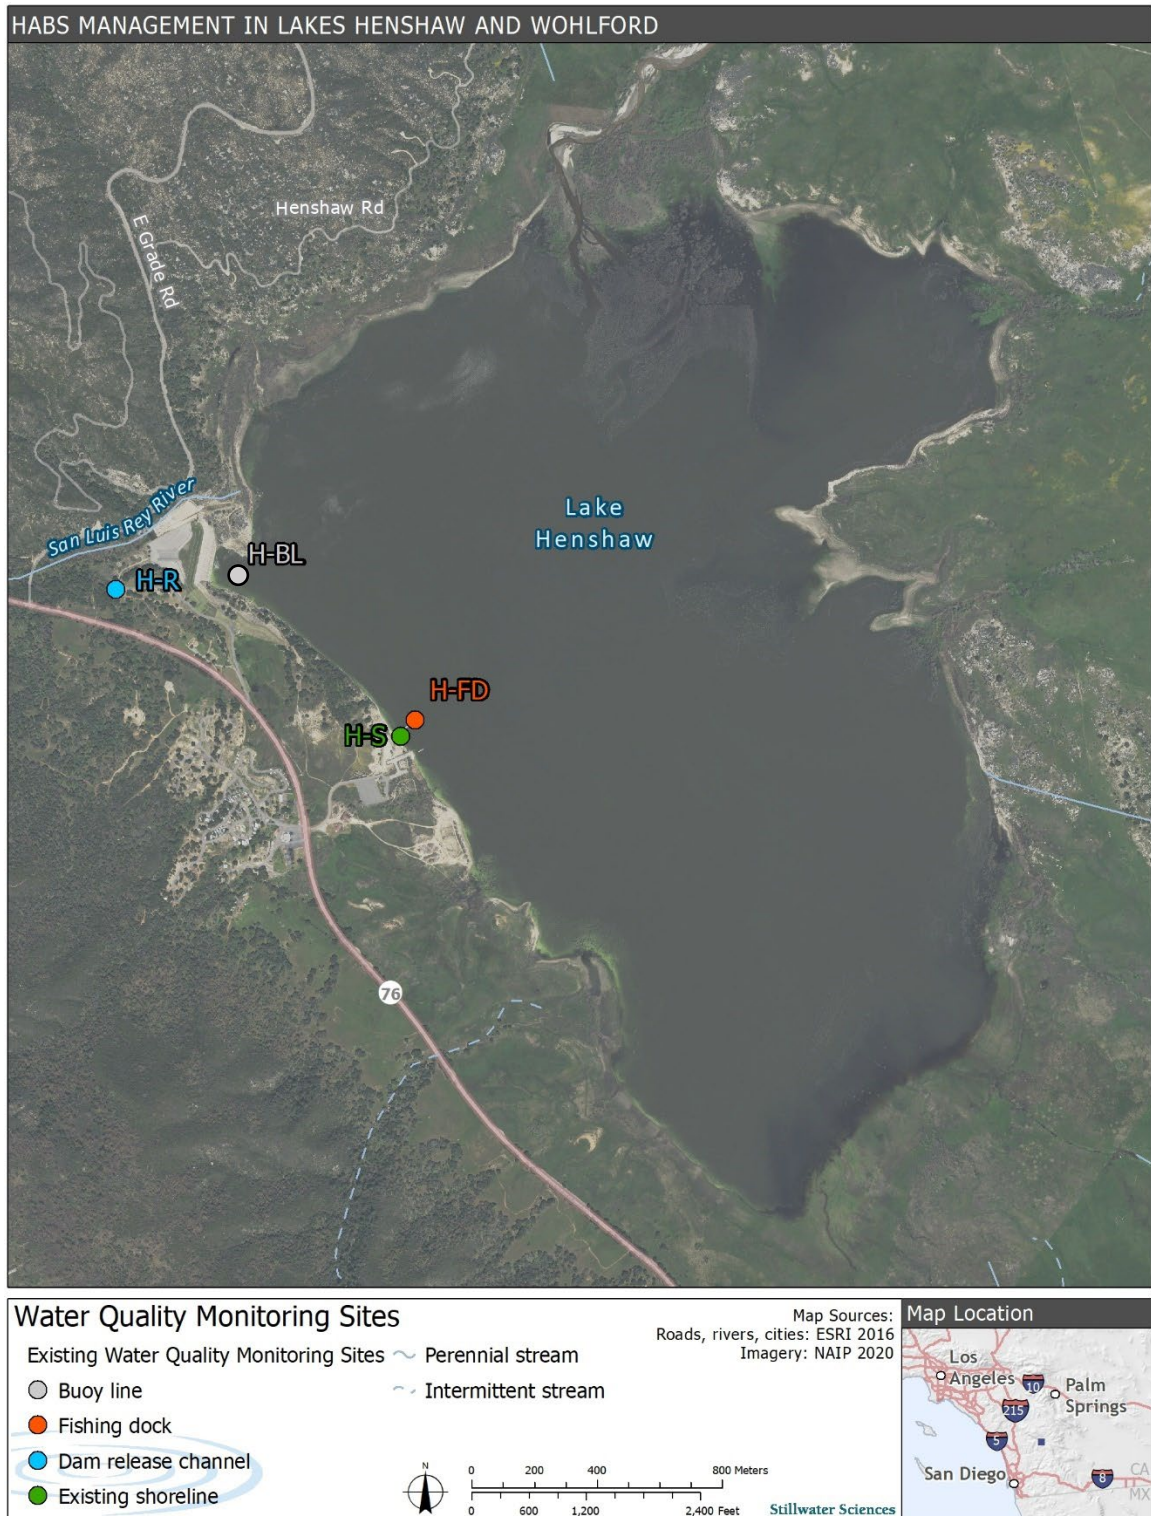 HABS MANAGEMENT IN LAKES HENSHAW AND WOHLFORD
Henshaw Rd
E Grade Rd
San Luis Rey River
Lake
Henshaw
H-BL
H-R
H-FD
H-S
76
Water Quality Monitoring Sites
Existing Water Quality Monitoring Sites
Buoy line
Fishing dock
Dam release channel
Existing shoreline
Perennial stream
Intermittent stream
Map Sources:
Roads, rivers, cities: ESRI 2016
Imagery: NAIP 2020
N
0 200 400 800 Meters
0 600 1,200 2,400 Feet
Stillwater Sciences
Map Location
Los
Angeles
10
Palm
Springs
215
5
San Diego
8
CA
MX